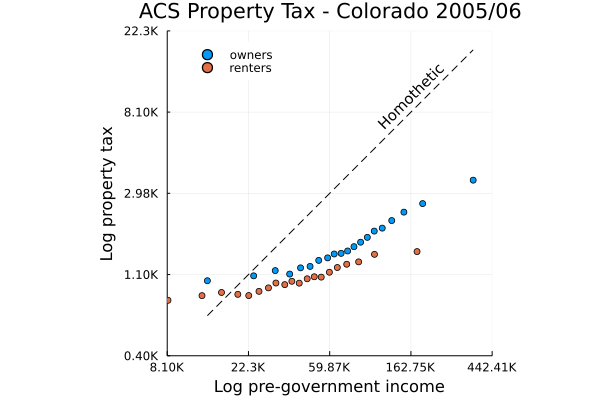 ACS Property Tax - Colorado 2005/06
22.3K
owners
renters
Homothetic
8.10K
2.98K
1.10K
0.40K
Log property tax
8.10K 22.3K 59.87K 162.75K 442.41K
Log pre-government income